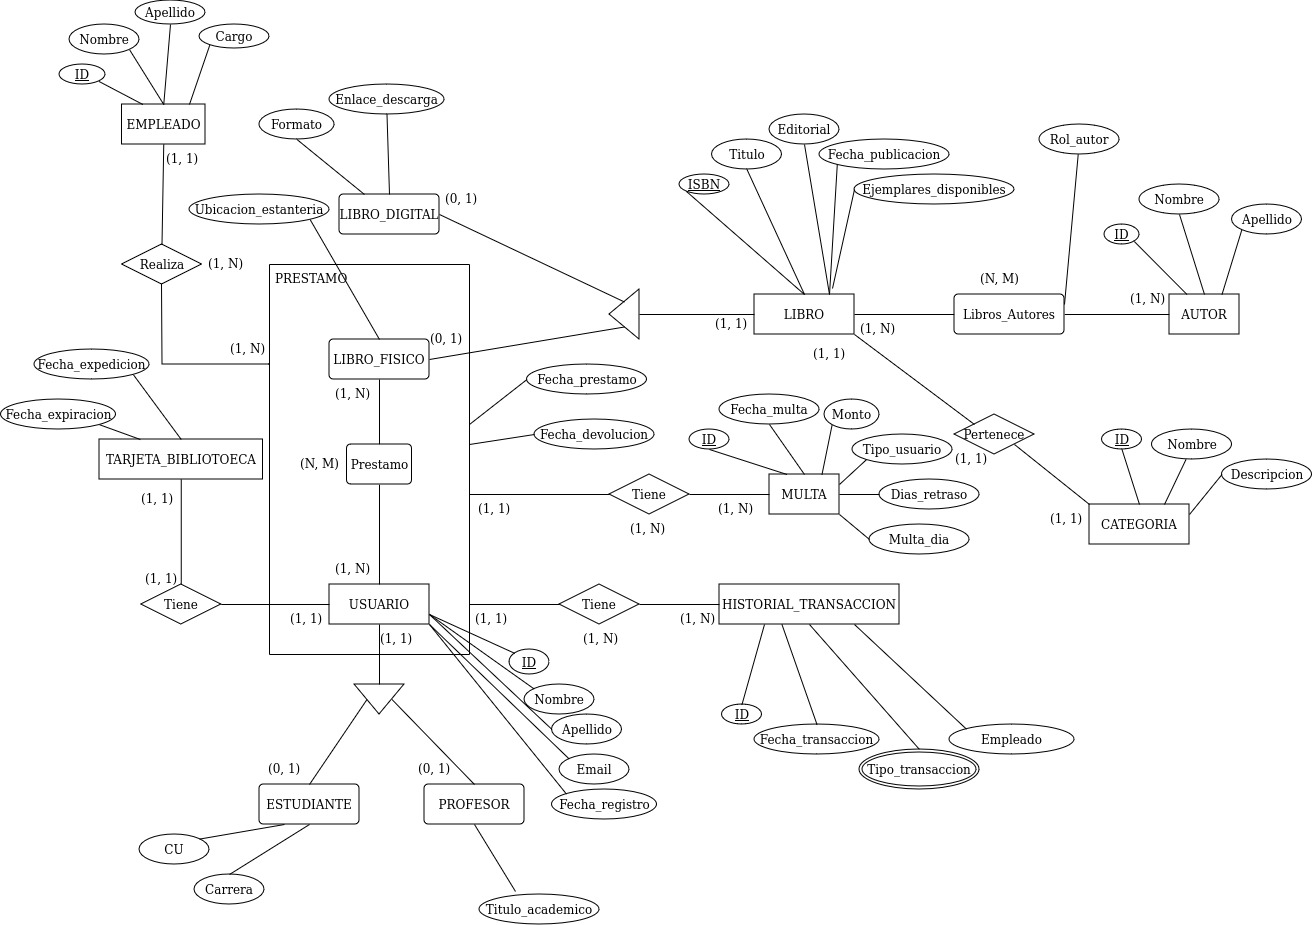 Apellido
Nombre
Cargo
ID
EMPLEADO
(1, 1)
Enlace_descarga
Formato
Ubicacion_estanteria
LIBRO_DIGITAL
(0, 1)
Realiza
(1, N)
PRESTAMO
(1, N)
LIBRO_FISICO
(0, 1)
(1, N)
Editorial
Titulo
Fecha_publicacion
ISBN
Ejemplares_disponibles
LIBRO
(1, 1)
(1, N)
(1, 1)
Rol_autor
(N, M)
Libros_Autores
Nombre
ID
Apellido
(1, N)
AUTOR
Fecha_expedicion
Fecha_expiracion
TARJETA_BIBLIOTOECA
(1, 1)
(N, M)
Prestamo
Fecha_prestamo
Fecha_devolucion
(1, 1)
Tiene
(1, N)
(1, N)
Fecha_multa
Monto
ID
Tipo_usuario
MULTA
Dias_retraso
Multa_dia
Pertenece
(1, 1)
ID
Nombre
Descripcion
(1, 1)
CATEGORIA
(1, 1)
Tiene
(1, 1)
(1, N)
USUARIO
(1, 1)
(1, 1)
Tiene
(1, N)
(1, N)
HISTORIAL_TRANSACCION
ID
Nombre
Apellido
Email
Fecha_registro
ID
Fecha_transaccion
Tipo_transaccion
Empleado
(0, 1)
(0, 1)
ESTUDIANTE
PROFESOR
CU
Carrera
Titulo_academico